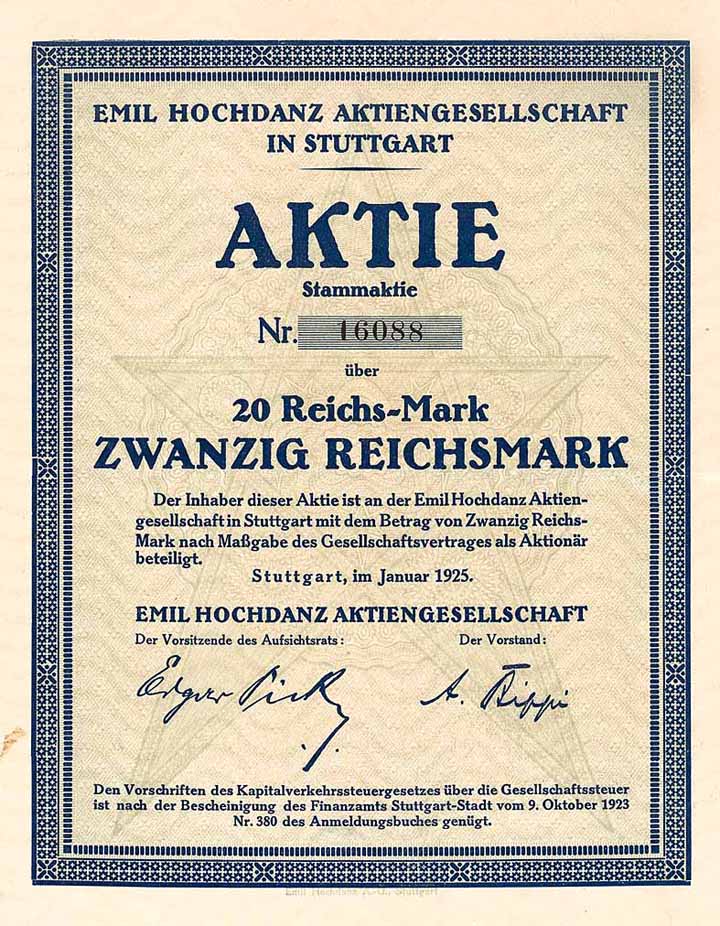 EMIL HOCHDANZ AKTIENGESELLSCHAFT
IN STUTTGART
AKTIE
Stammaktie
Nr. 16088
über
20 Reichs-Mark
ZWANZIG REICHSMARK
Der Inhaber dieser Aktie ist an der Emil Hochdanz Aktien-
gesellschaft in Stuttgart mit dem Betrag von Zwanzig Reichs-
Mark nach Maßgabe des Gesellschaftsvertrages als Aktionär
beteiligt.
Stuttgart, im Januar 1925.
EMIL HOCHDANZ AKTIENGESELLSCHAFT
Der Vorsitzende des Aufsichtsrats: Der Vorstand:
Edgar A.
Den Vorschriften des Kapitalverkehrssteuergesetzes über die Gesellschaftssteuer
ist nach der Bescheinigung des Finanzamts Stuttgart-Stadt vom 9. Oktober 1923
Nr. 380 des Anmeldungsbuches genügt.
Emil Hochdanz A.-G., Stuttgart